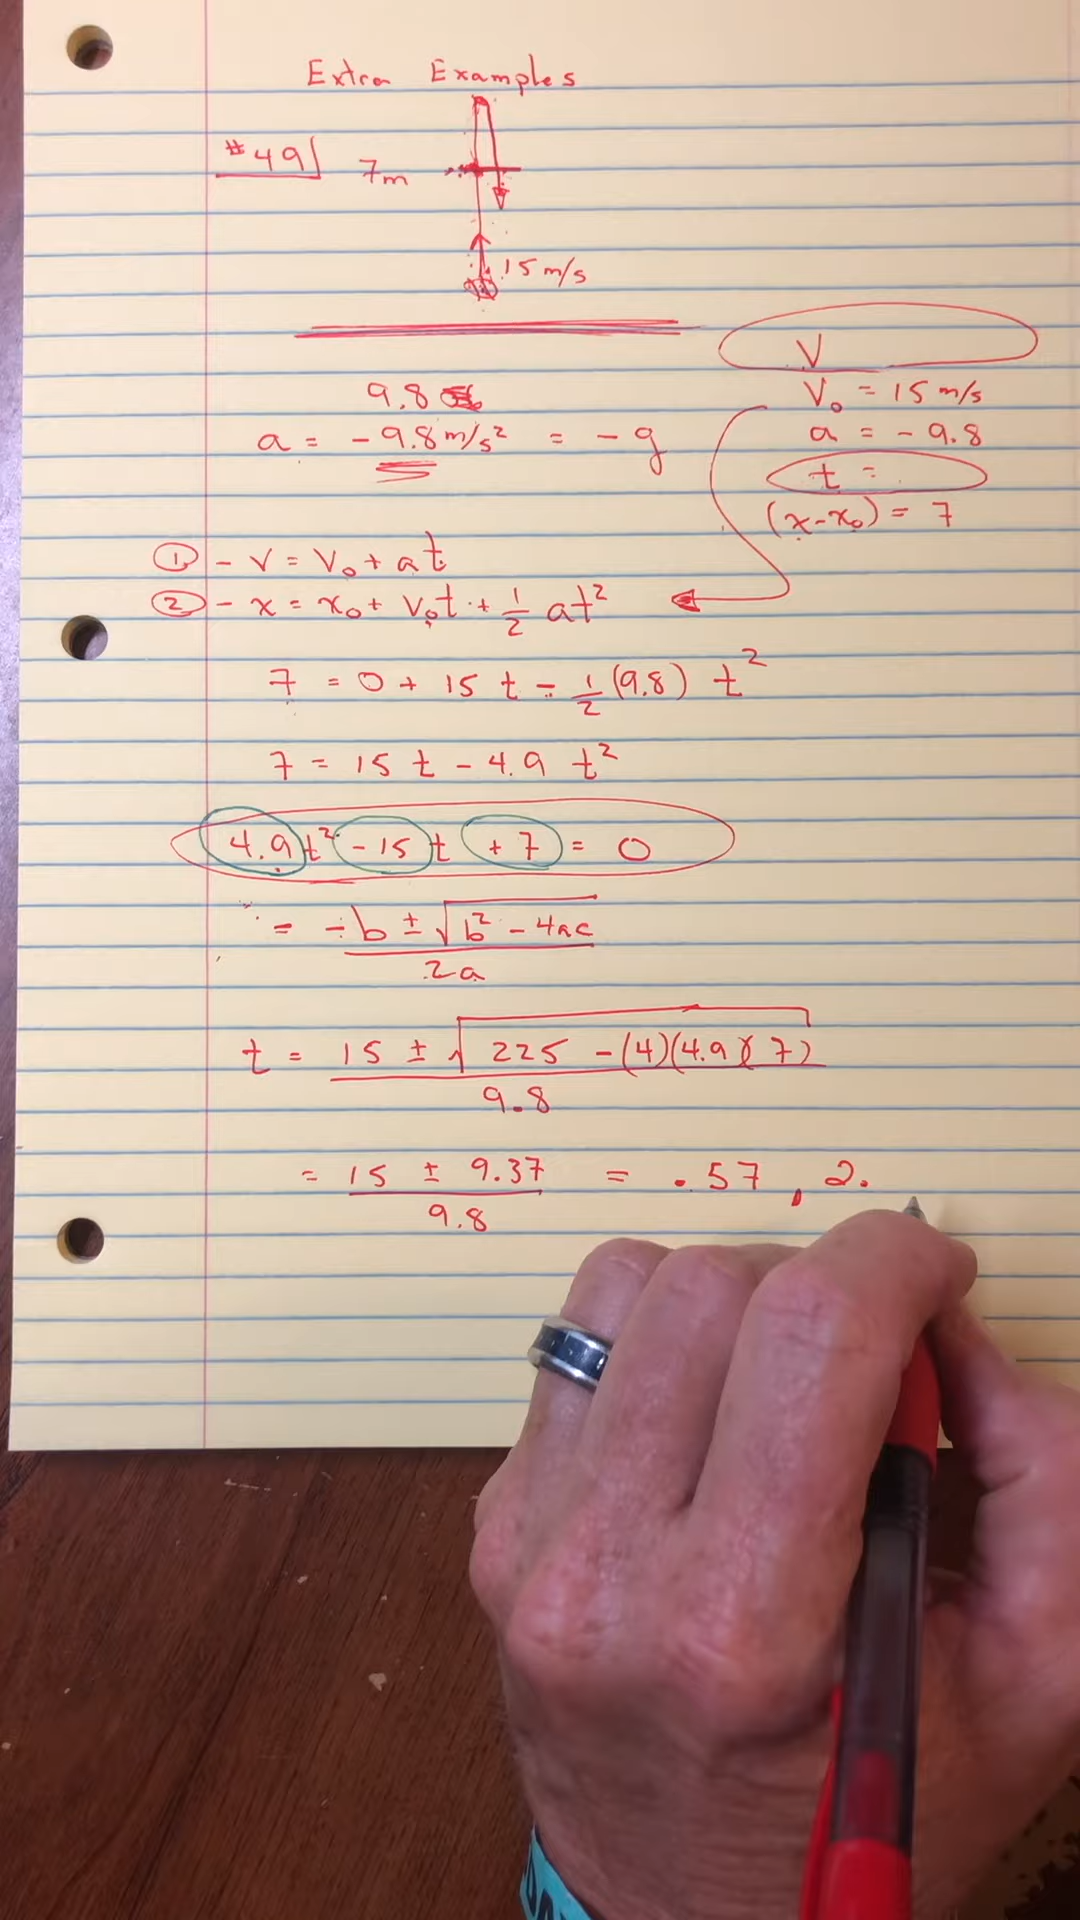 Extra Examples
#49 7m
15 m/s
V
9.8
V₀ = 15 m/s
a = -9.8 m/s² = -g
a = -9.8
t =
(x-x₀) = 7
① - v = v₀ + at
② - x = x₀ + v₀t + 1/2 at²
7 = 0 + 15 t - 1/2 (9.8) t²
7 = 15 t - 4.9 t²
4.9t² - 15t + 7 = 0
= -b ± √b² - 4ac / 2a
t = 15 ± √225 - (4)(4.9)(7) / 9.8
= 15 ± 9.37 / 9.8 = .57, 2.